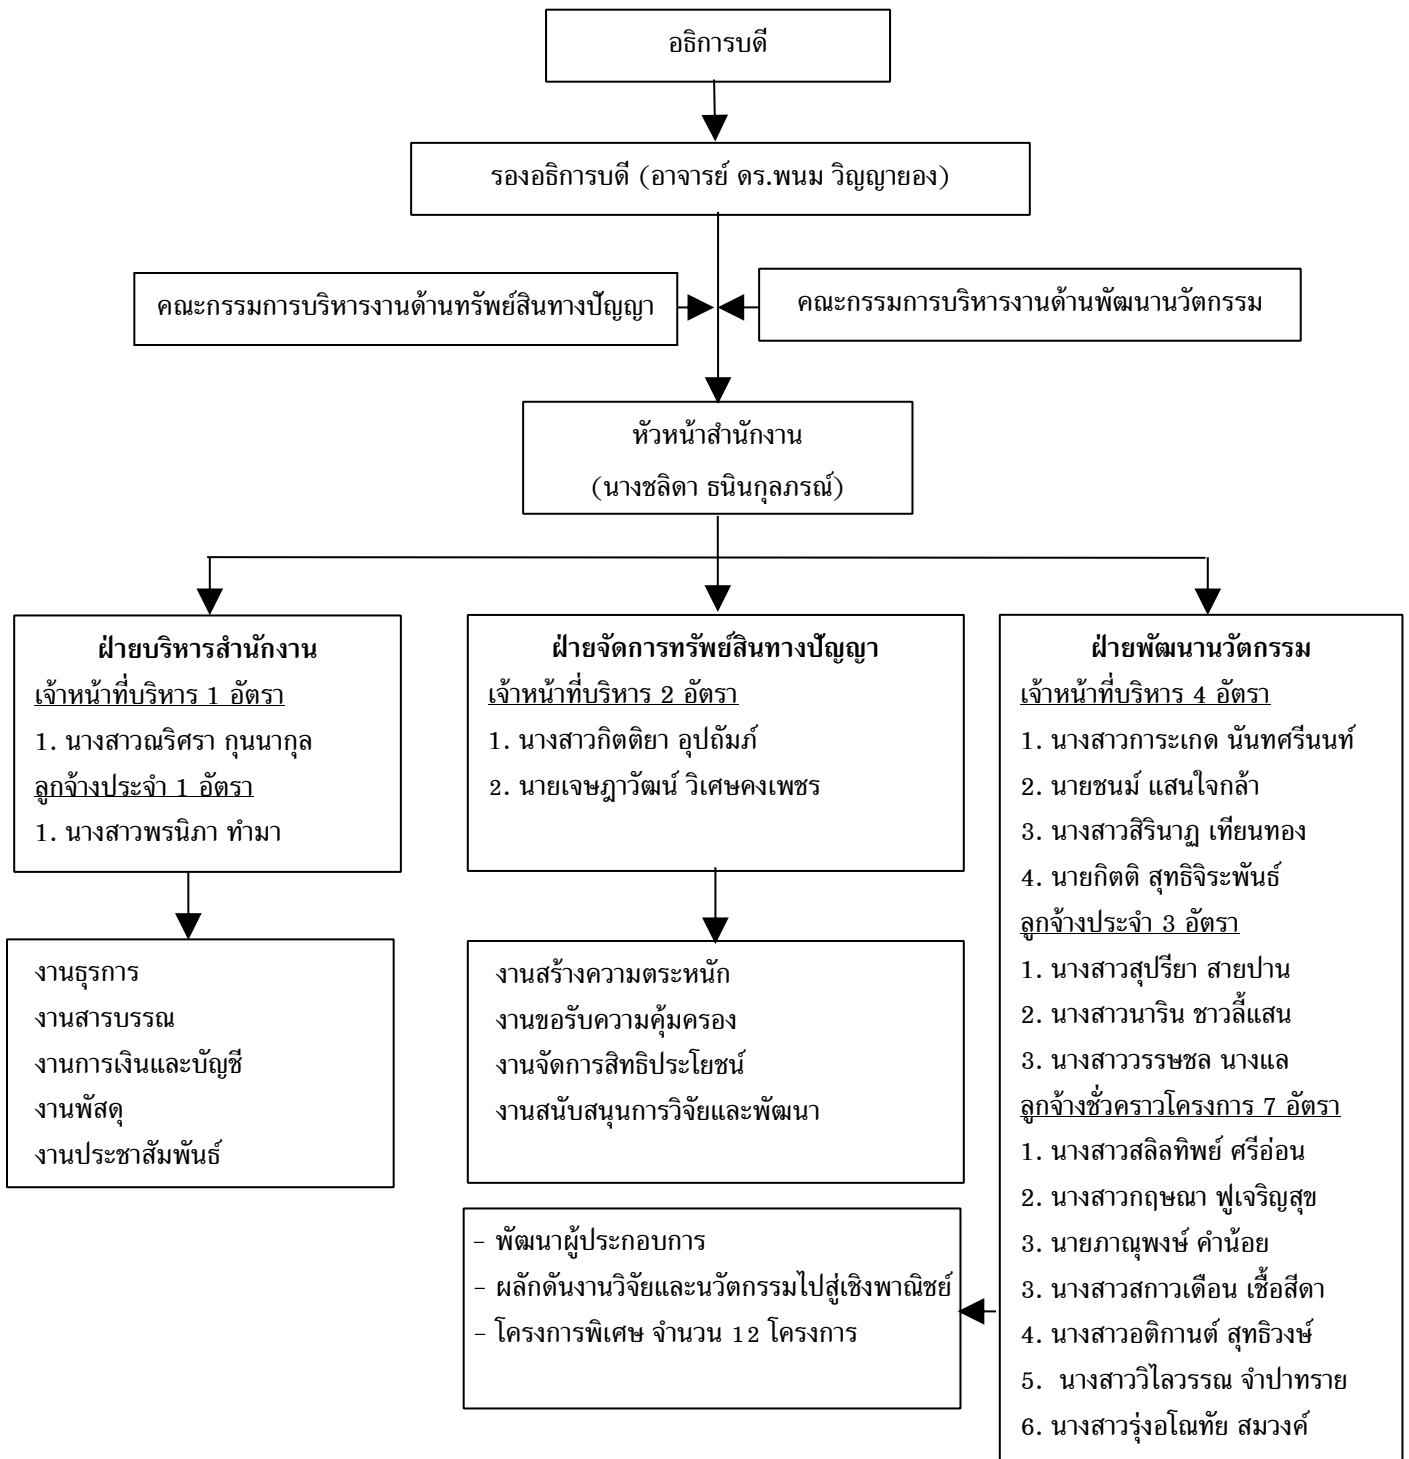 อธิการบดี
รองอธิการบดี (อาจารย์ ดร.พนม วิญญายอง)
คณะกรรมการบริหารงานด้านทรัพย์สินทางปัญญา
คณะกรรมการบริหารงานด้านพัฒนานวัตกรรม
หัวหน้าสำนักงาน
(นางชลิดา ธนินกุลภรณ์)
ฝ่ายบริหารสำนักงาน
เจ้าหน้าที่บริหาร 1 อัตรา
1. นางสาวณริศรา กุนนากุล
ลูกจ้างประจำ 1 อัตรา
1. นางสาวพรนิภา ทำมา
งานธุรการ
งานสารบรรณ
งานการเงินและบัญชี
งานพัสดุ
งานประชาสัมพันธ์
ฝ่ายจัดการทรัพย์สินทางปัญญา
เจ้าหน้าที่บริหาร 2 อัตรา
1. นางสาวกิตติยา อุปถัมภ์
2. นายเจษฎาวัฒน์ วิเศษคงเพชร
งานสร้างความตระหนัก
งานขอรับความคุ้มครอง
งานจัดการสิทธิประโยชน์
งานสนับสนุนการวิจัยและพัฒนา
ฝ่ายพัฒนานวัตกรรม
เจ้าหน้าที่บริหาร 4 อัตรา
1. นางสาวการะเกด นันทศรีนนท์
2. นายชนม์ แสนใจกล้า
3. นางสาวสิรินาฏ เทียนทอง
4. นายกิตติ สุทธิจิระพันธ์
ลูกจ้างประจำ 3 อัตรา
1. นางสาวสุปรียา สายปาน
2. นางสาวนาริน ชาวลี้แสน
3. นางสาววรรษชล นางแล
ลูกจ้างชั่วคราวโครงการ 7 อัตรา
1. นางสาวสลิลทิพย์ ศรีอ่อน
2. นางสาวกฤษณา ฟูเจริญสุข
3. นายภาณุพงษ์ คำน้อย
3. นางสาวสกาวเดือน เชื้อสีดา
4. นางสาวอติกานต์ สุทธิวงษ์
5. นางสาววิไลวรรณ จำปาทราย
6. นางสาวรุ่งอโณทัย สมวงค์
- พัฒนาผู้ประกอบการ
- ผลักดันงานวิจัยและนวัตกรรมไปสู่เชิงพาณิชย์
- โครงการพิเศษ จำนวน 12 โครงการ